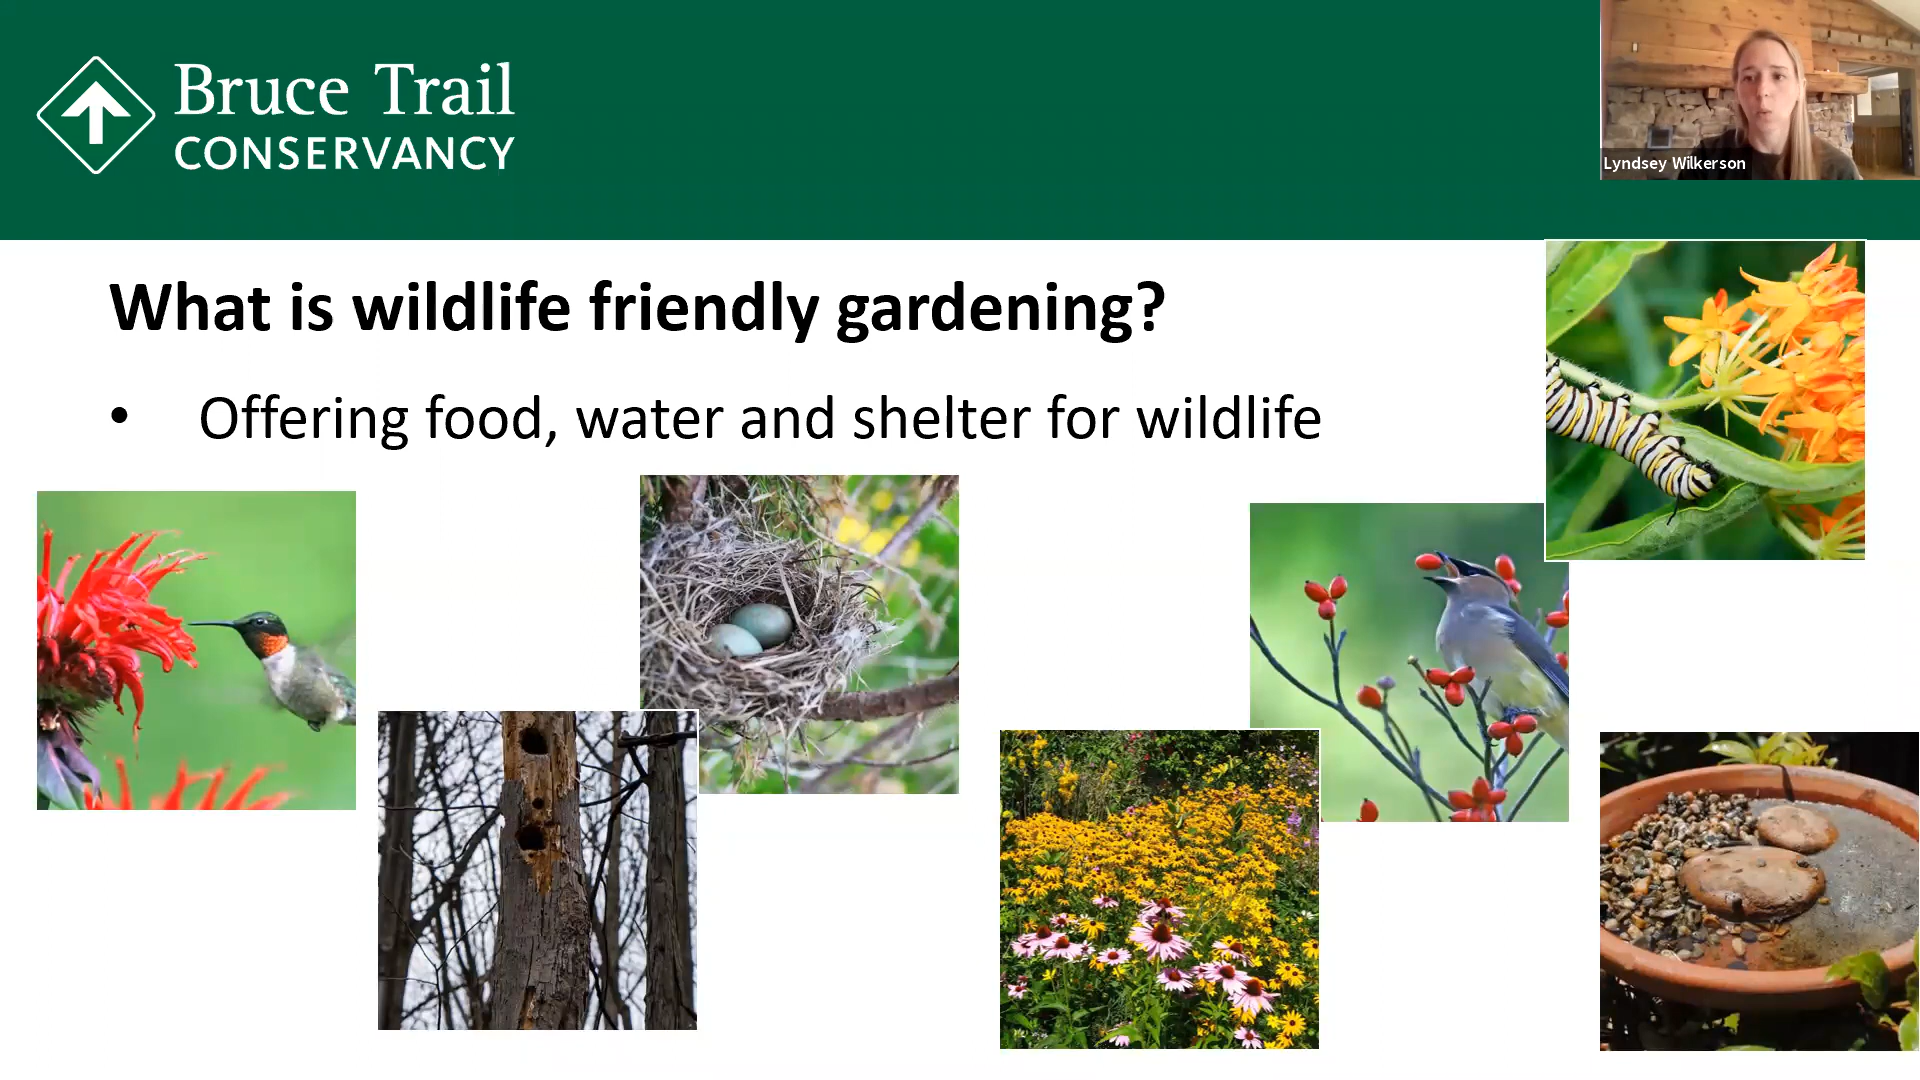 Bruce Trail
CONSERVANCY
Lyndsey Wilkerson
What is wildlife friendly gardening?
• Offering food, water and shelter for wildlife